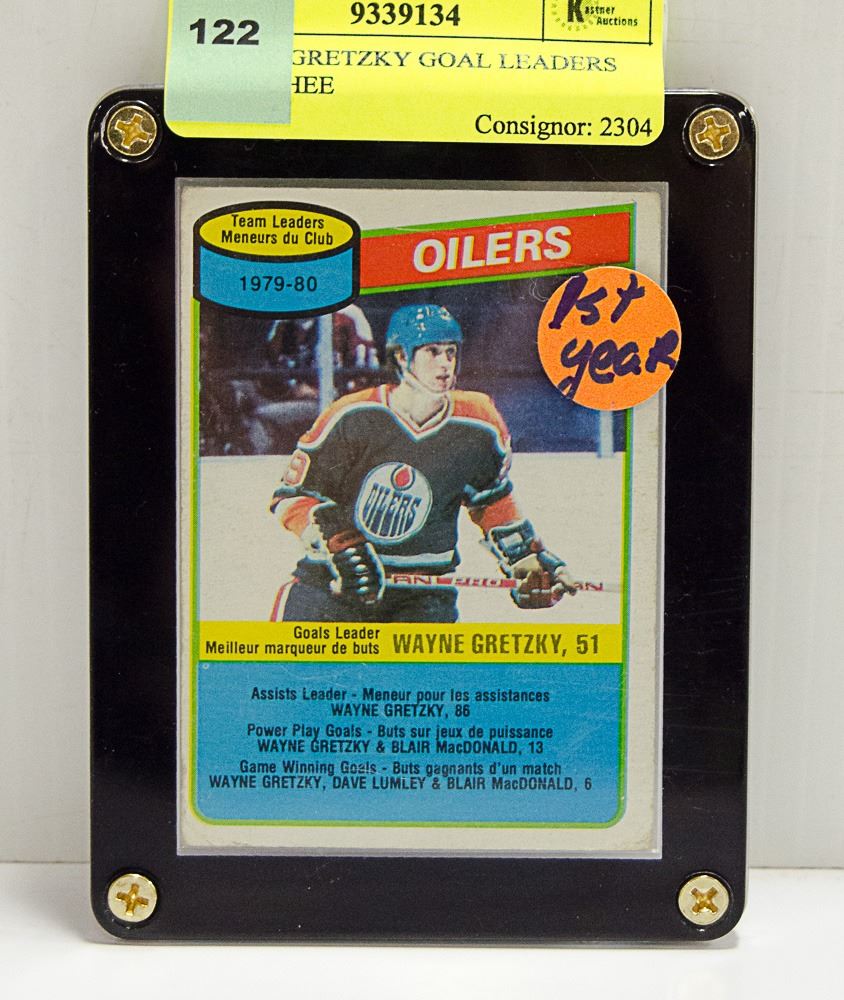 122
9339134
Kastner
Auctions
GRETZKY GOAL LEADERS
HEE
Consignor: 2304
Team Leaders
Meneurs du Club
1979-80
OILERS
1st
year
OILERS
Goals Leader
Meilleur marqueur de buts
WAYNE GRETZKY, 51
Assists Leader - Meneur pour les assistances
WAYNE GRETZKY, 86
Power Play Goals - Buts sur jeux de puissance
WAYNE GRETZKY & BLAIR MacDONALD, 13
Game Winning Goals - Buts gagnants d'un match
WAYNE GRETZKY, DAVE LUMLEY & BLAIR MacDONALD, 6